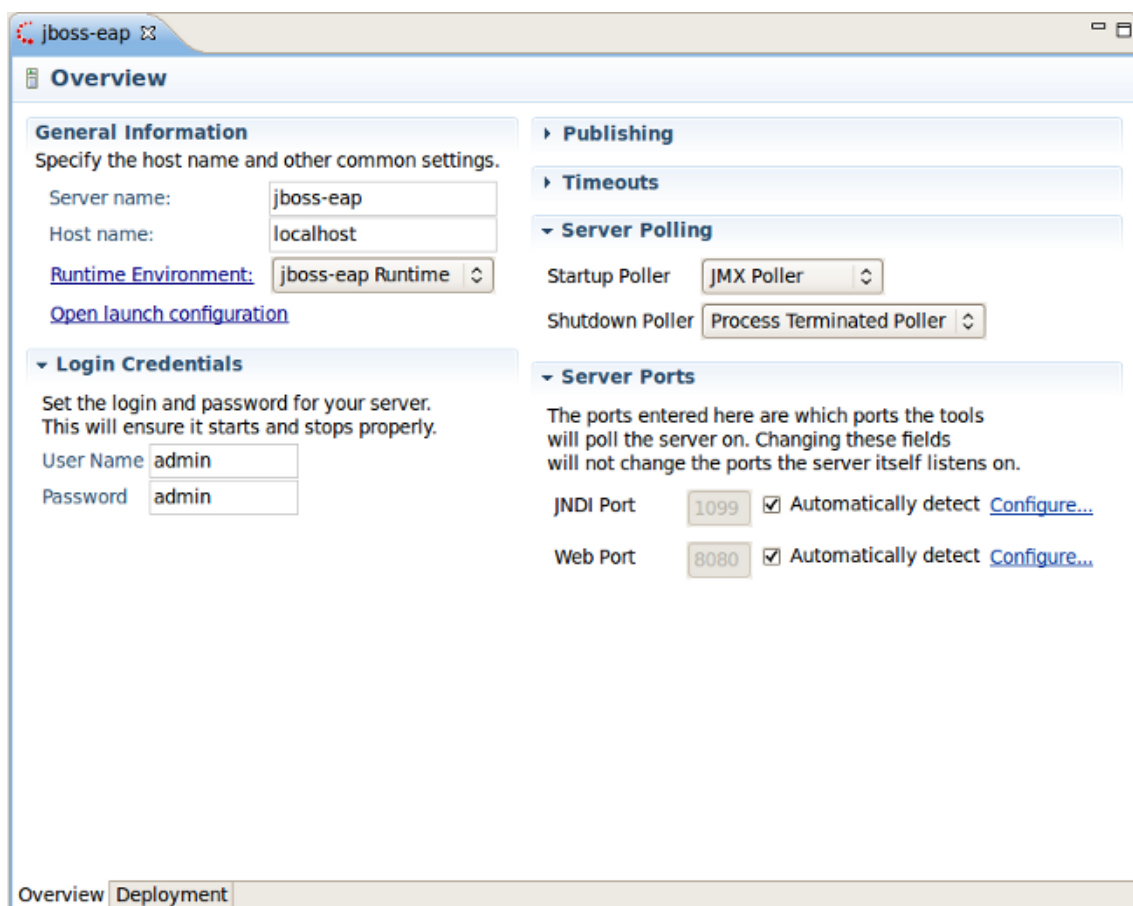 jboss-eap
Overview
General Information
Specify the host name and other common settings.
Server name: jboss-eap
Host name: localhost
Runtime Environment: jboss-eap Runtime
Open launch configuration
Login Credentials
Set the login and password for your server.
This will ensure it starts and stops properly.
User Name admin
Password admin
Publishing
Timeouts
Server Polling
Startup Poller JMX Poller
Shutdown Poller Process Terminated Poller
Server Ports
The ports entered here are which ports the tools
will poll the server on. Changing these fields
will not change the ports the server itself listens on.
JNDI Port 1099 Automatically detect Configure...
Web Port 8080 Automatically detect Configure...
Overview Deployment